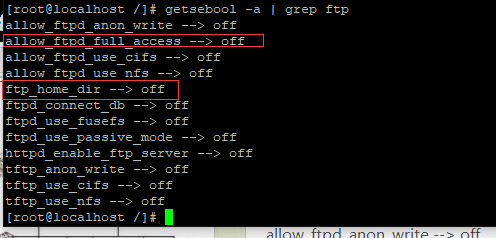 [root@localhost /]# getsebool -a | grep ftp
allow_ftpd_anon_write --> off
allow_ftpd_full_access --> off
allow_ftpd_use_cifs --> off
allow_ftpd_use_nfs --> off
ftp_home_dir --> off
ftpd_connect_db --> off
ftpd_use_fusefs --> off
ftpd_use_passive_mode --> off
httpd_enable_ftp_server --> off
tftp_anon_write --> off
tftp_use_cifs --> off
tftp_use_nfs --> off
[root@localhost /]#
allow_ftpd_anon_write --> off